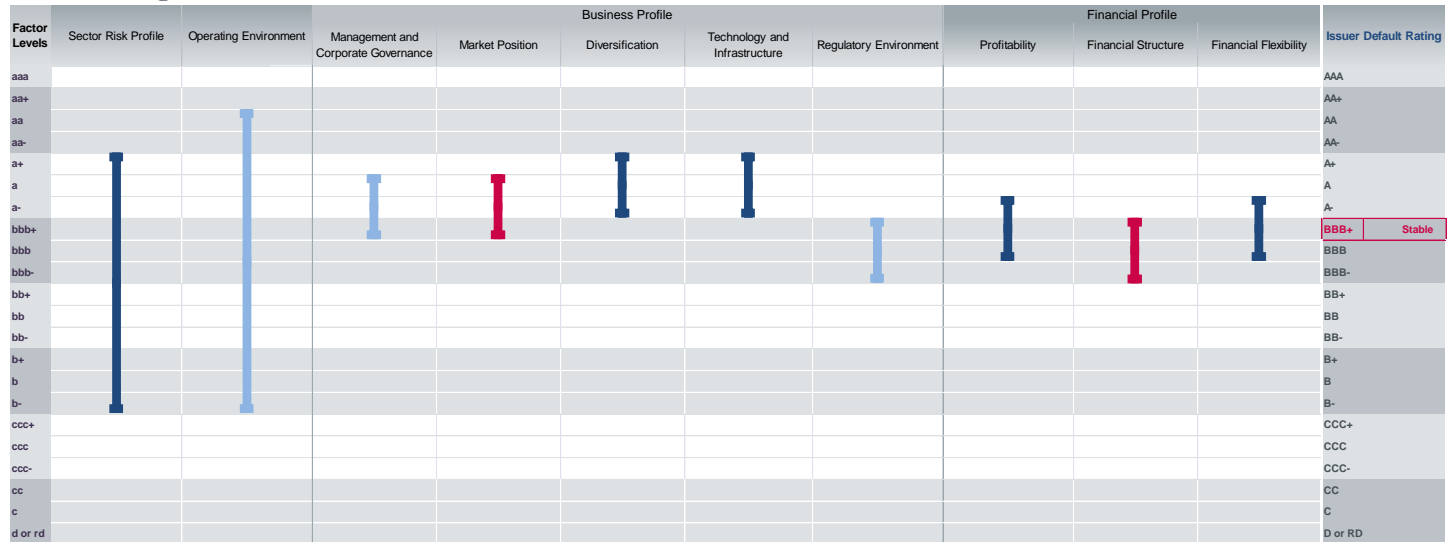 Business Profile
Financial Profile
Factor
Levels
Sector Risk Profile
Operating Environment
Management and
Corporate Governance
Market Position
Diversification
Technology and
Infrastructure
Regulatory Environment
Profitability
Financial Structure
Financial Flexibility
Issuer Default Rating
aaa AAA
aa+ AA+
aa AA
aa- AA-
a+ A+
a A
a- A-
bbb+ BBB+ Stable
bbb BBB
bbb- BBB-
bb+ BB+
bb BB
bb- BB-
b+ B+
b B
b- B-
ccc+ CCC+
ccc CCC
ccc- CCC-
cc CC
c C
d or rd D or RD